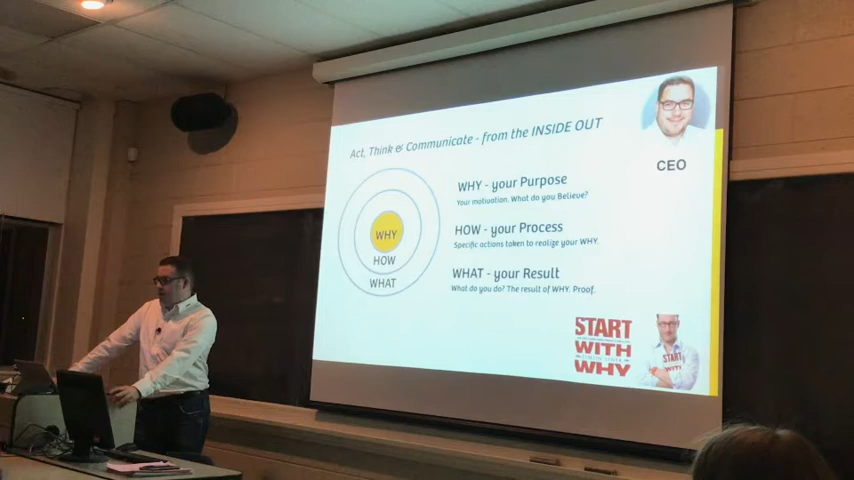 Act, Think & Communicate - from the INSIDE OUT
CEO
WHY - your Purpose
Your motivation. What do you Believe?
HOW - your Process
Specific actions taken to realize your WHY.
WHAT - your Result
What do you do? The result of WHY. Proof.
WHY
HOW
WHAT
START
WITH
WHY
START
WITH